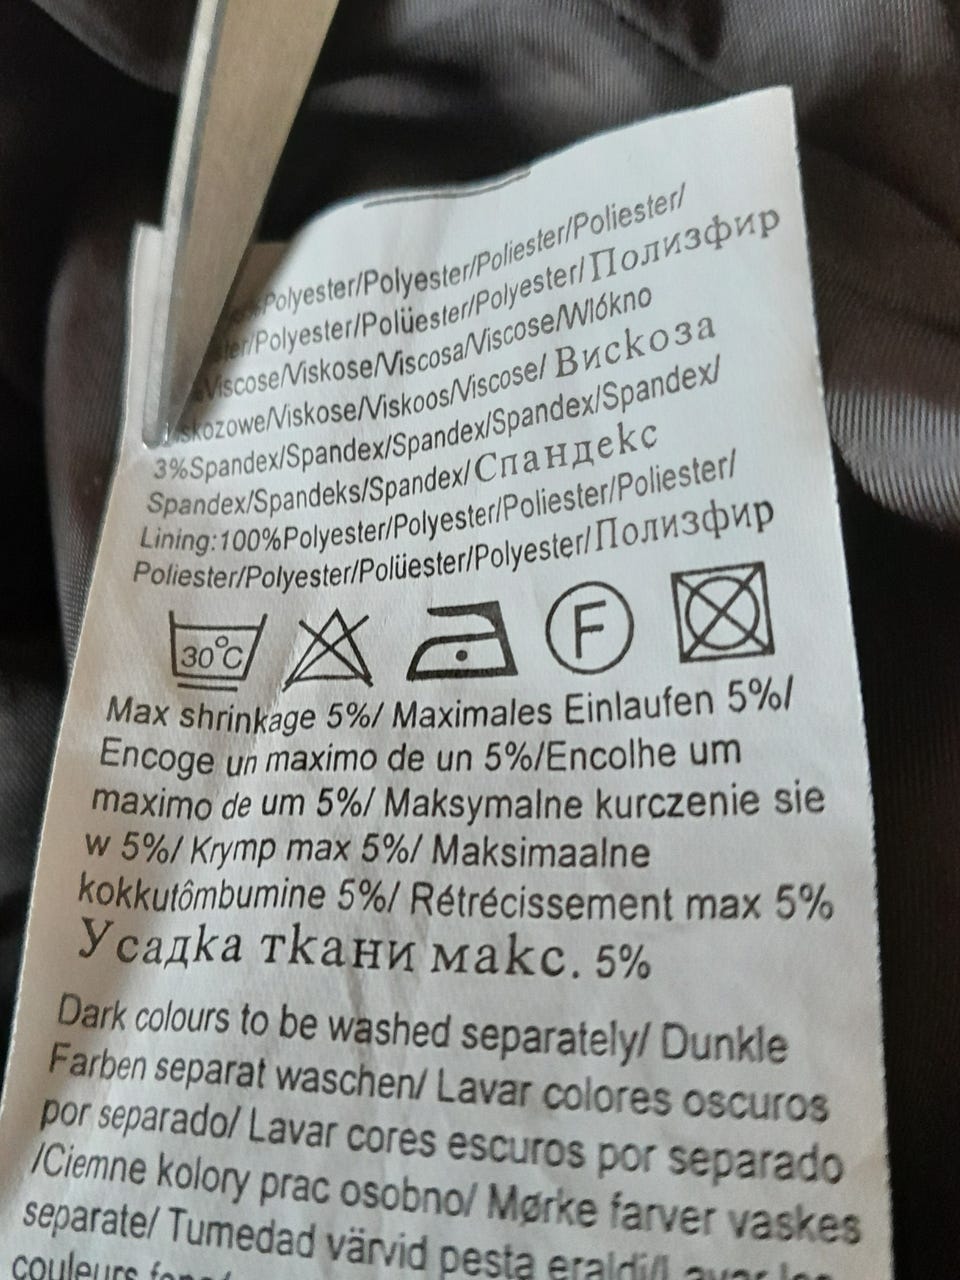 Polyester/Polyester/Poliester/Poliester/
/Polyester/Polüester/Polyester/Полизфир
Viscose/Viskose/Viscosa/Viscose/Wlókno
skozowe/Viskose/Viskoos/Viscose/ Вискоза
3%Spandex/Spandex/Spandex/Spandex/Spandex/
Spandex/Spandeks/Spandex/Спандекс
Lining:100%Polyester/Polyester/Poliester/Poliester/
Poliester/Polyester/Polüester/Polyester/Полизфир
30°C F
Max shrinkage 5%/ Maximales Einlaufen 5%/
Encoge un maximo de un 5%/Encolhe um
maximo de um 5%/ Maksymalne kurczenie sie
w 5%/ Krymp max 5%/ Maksimaalne
kokkutômbumine 5%/ Rétrécissement max 5%
Усадка ткани макс. 5%
Dark colours to be washed separately/ Dunkle
Farben separat waschen/ Lavar colores oscuros
por separado/ Lavar cores escuros por separado
/Ciemne kolory prac osobno/ Mørke farver vaskes
separate/ Tumedad värvid pesta eraldi/
couleurs